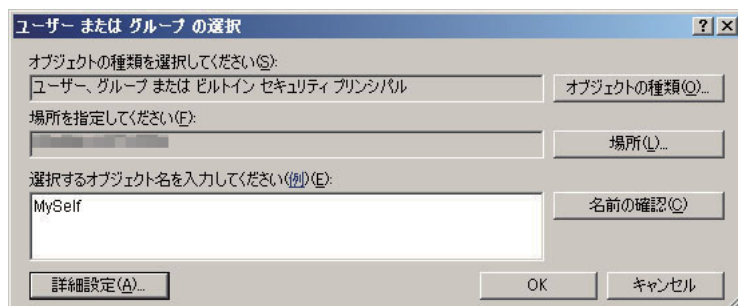 ユーザー または グループ の選択
オブジェクトの種類を選択してください(S):
ユーザー、グループ または ビルトイン セキュリティ プリンシパル
オブジェクトの種類(O)...
場所を指定してください(F):
場所(L)...
選択するオブジェクト名を入力してください(例)(E):
MySelf
名前の確認(C)
詳細設定(A)...
OK
キャンセル